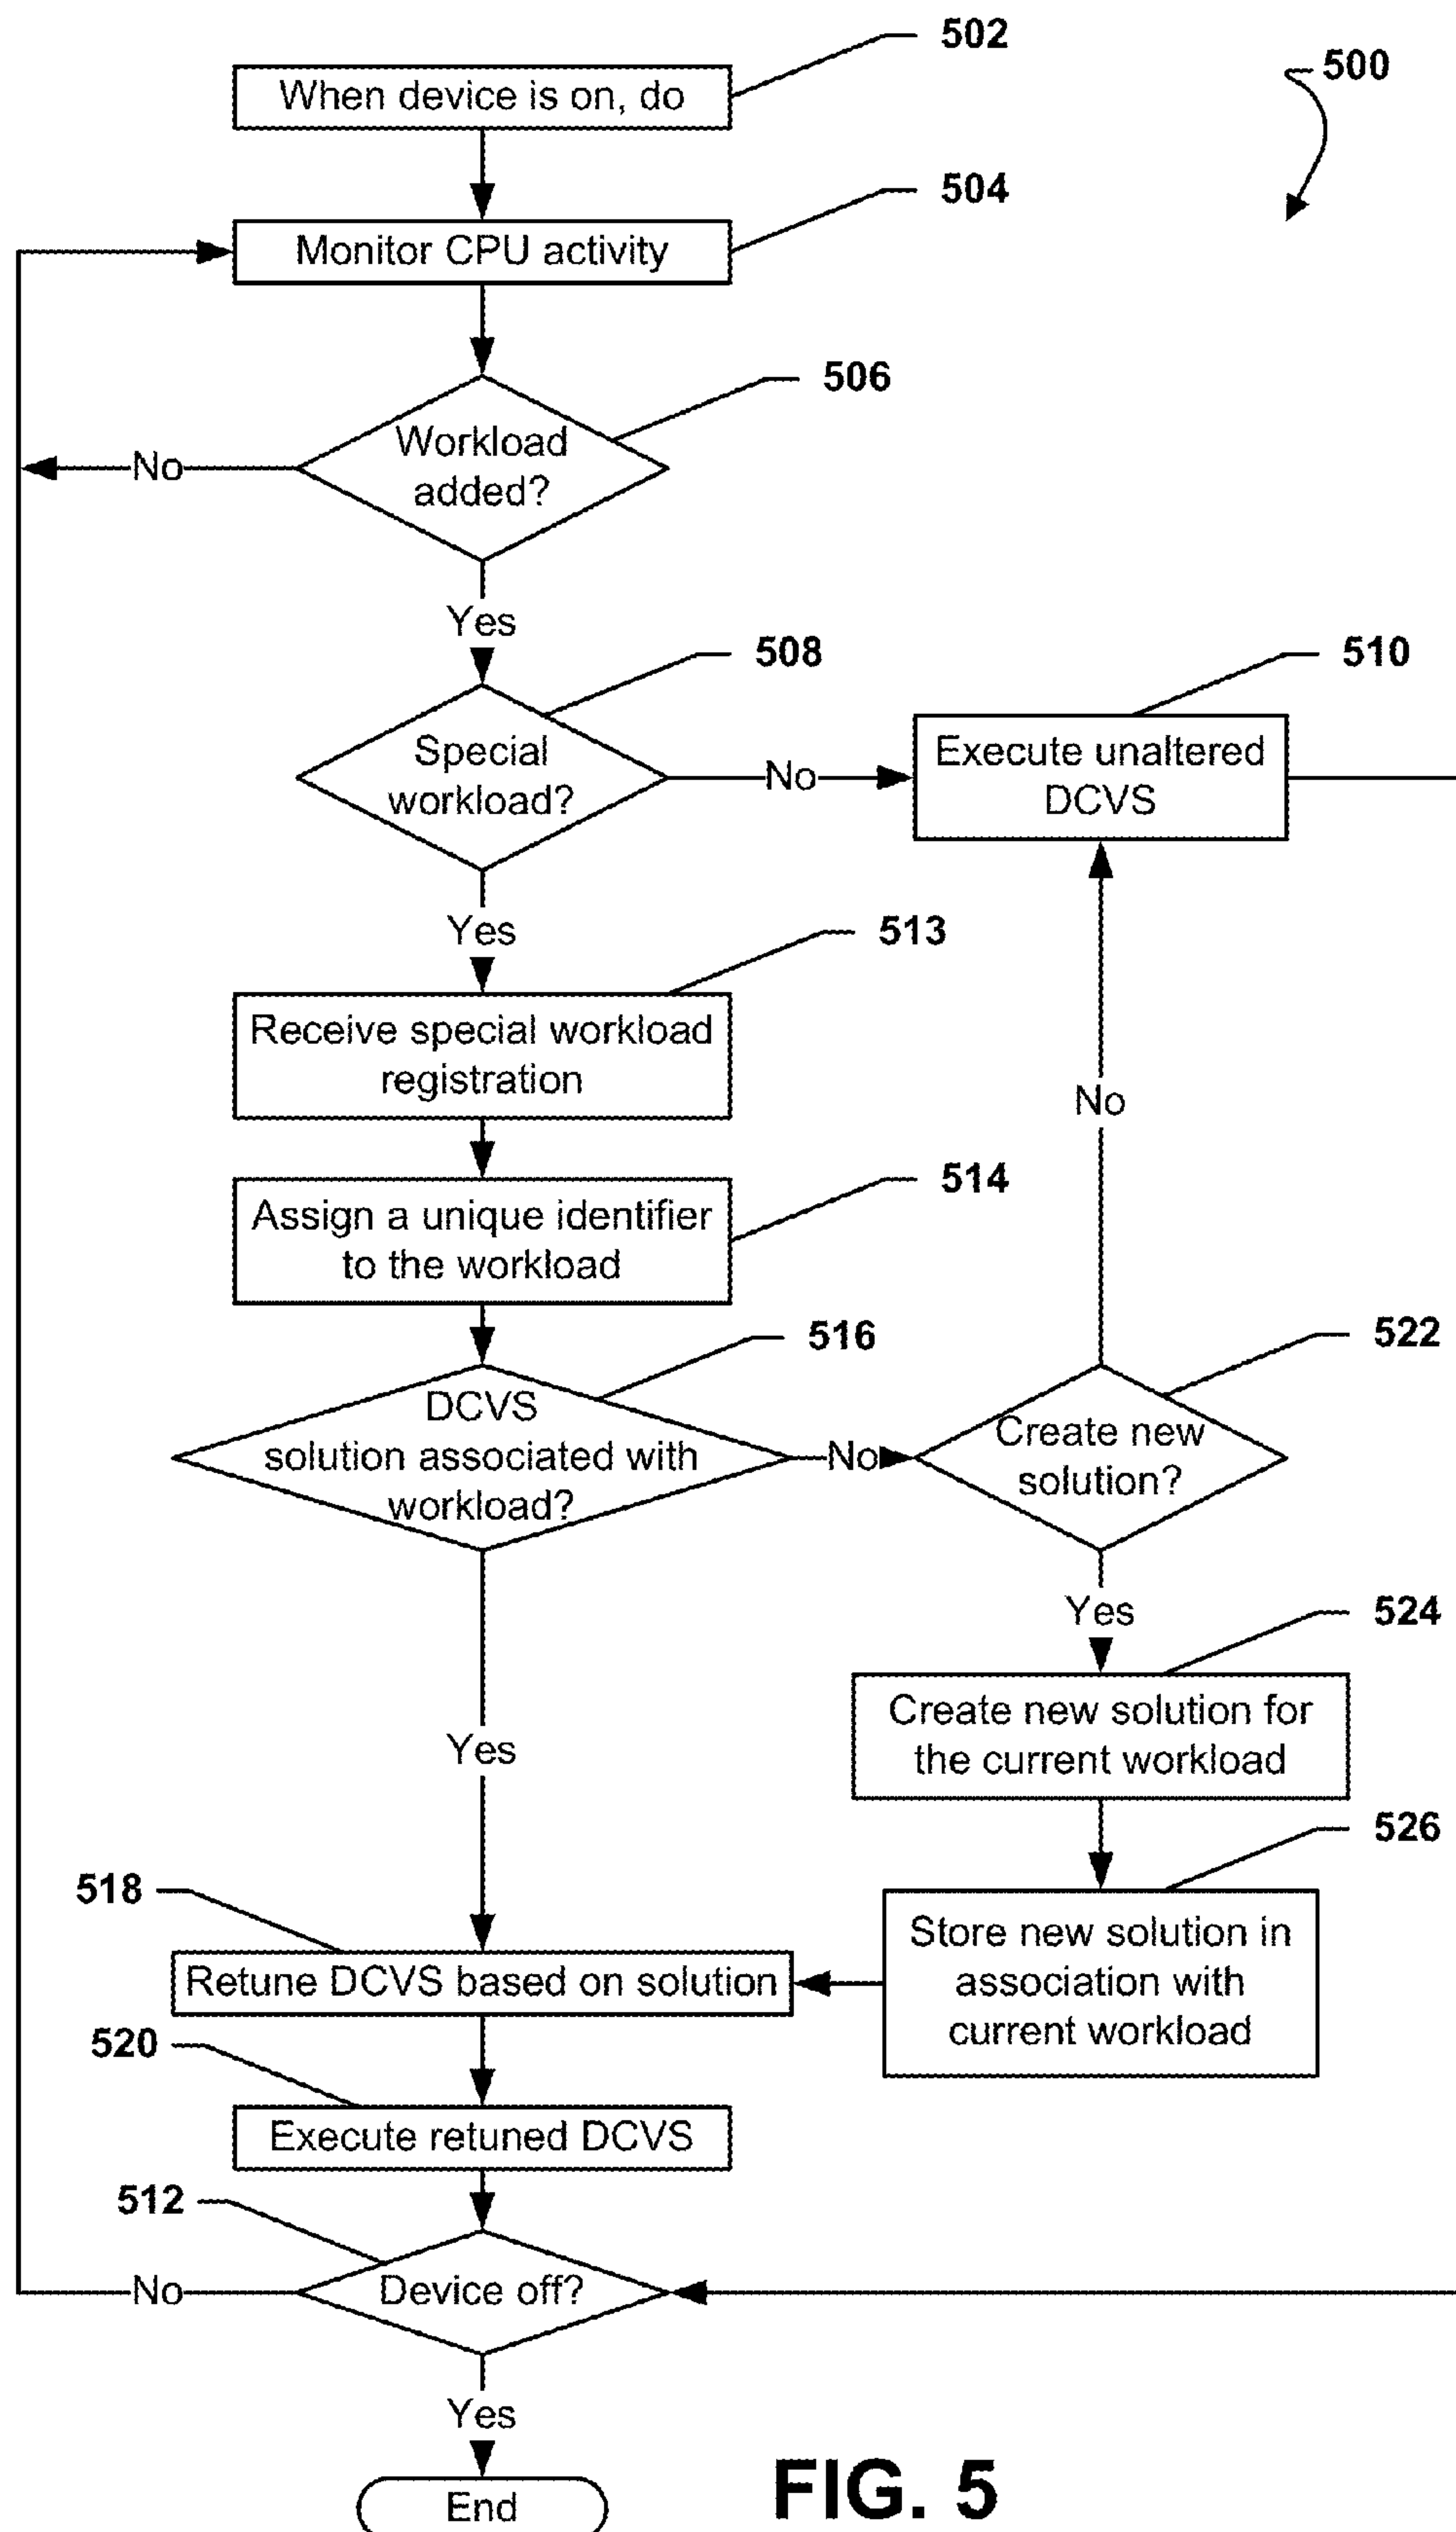 502
When device is on, do
500
504
Monitor CPU activity
506
Workload
added?
No
Yes
508
Special
workload?
No
510
Execute unaltered
DCVS
Yes
513
Receive special workload
registration
No
514
Assign a unique identifier
to the workload
516
DCVS
solution associated with
workload?
No
522
Create new
solution?
Yes
524
Create new solution for
the current workload
Yes
526
Store new solution in
association with
current workload
518
Retune DCVS based on solution
520
Execute retuned DCVS
512
Device off?
No
Yes
End
FIG. 5